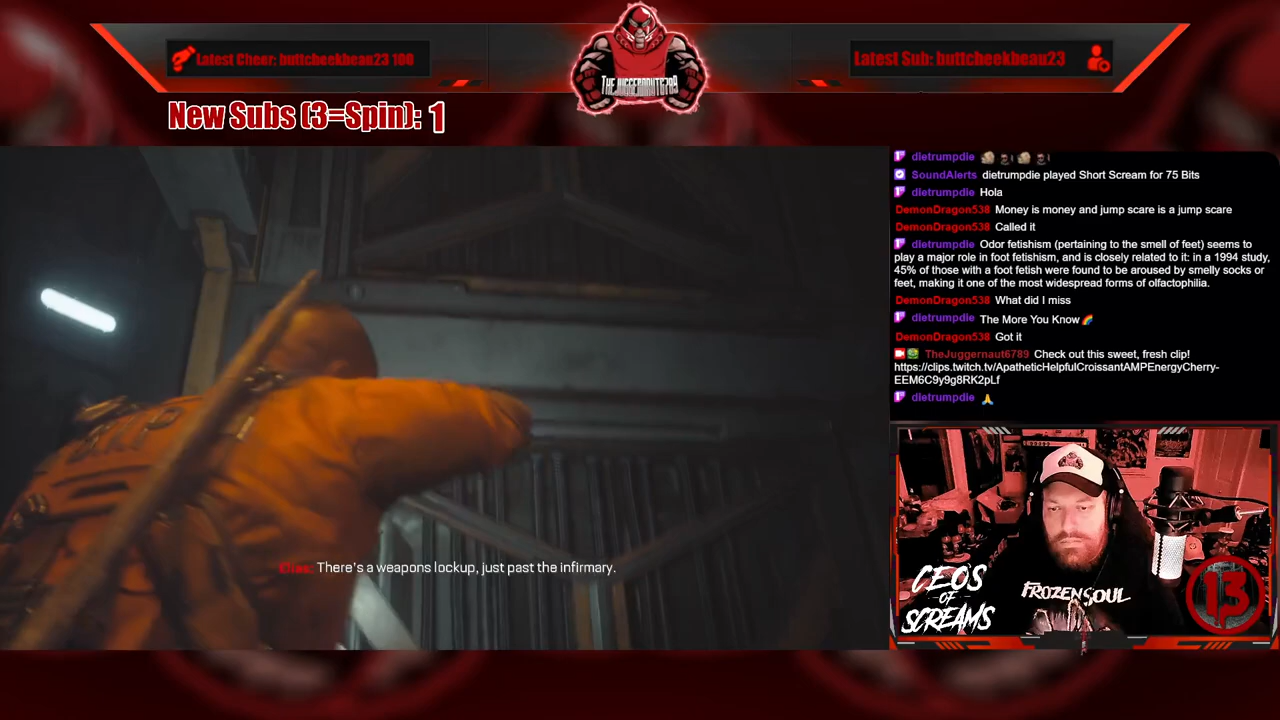 Latest Cheer: buttcheekbeau23 100
THEJUGGERNAUT6789
Latest Sub: buttcheekbeau23
New Subs (3=Spin): 1
dietrumpdie
SoundAlerts dietrumpdie played Short Scream for 75 Bits
dietrumpdie Hola
DemonDragon538 Money is money and jump scare is a jump scare
DemonDragon538 Called it
dietrumpdie Odor fetishism (pertaining to the smell of feet) seems to
play a major role in foot fetishism, and is closely related to it: in a 1994 study,
45% of those with a foot fetish were found to be aroused by smelly socks or
feet, making it one of the most widespread forms of olfactophilia.
DemonDragon538 What did I miss
dietrumpdie The More You Know
DemonDragon538 Got it
TheJuggernaut6789 Check out this sweet, fresh clip!
https://clips.twitch.tv/ApatheticHelpfulCroissantAMPEnergyCherry-
EEM6C9y9g8RK2pLf
dietrumpdie
Elias: There's a weapons lockup, just past the infirmary.
CEOS
OF
SCREAMS
FROZEN SOUL
13